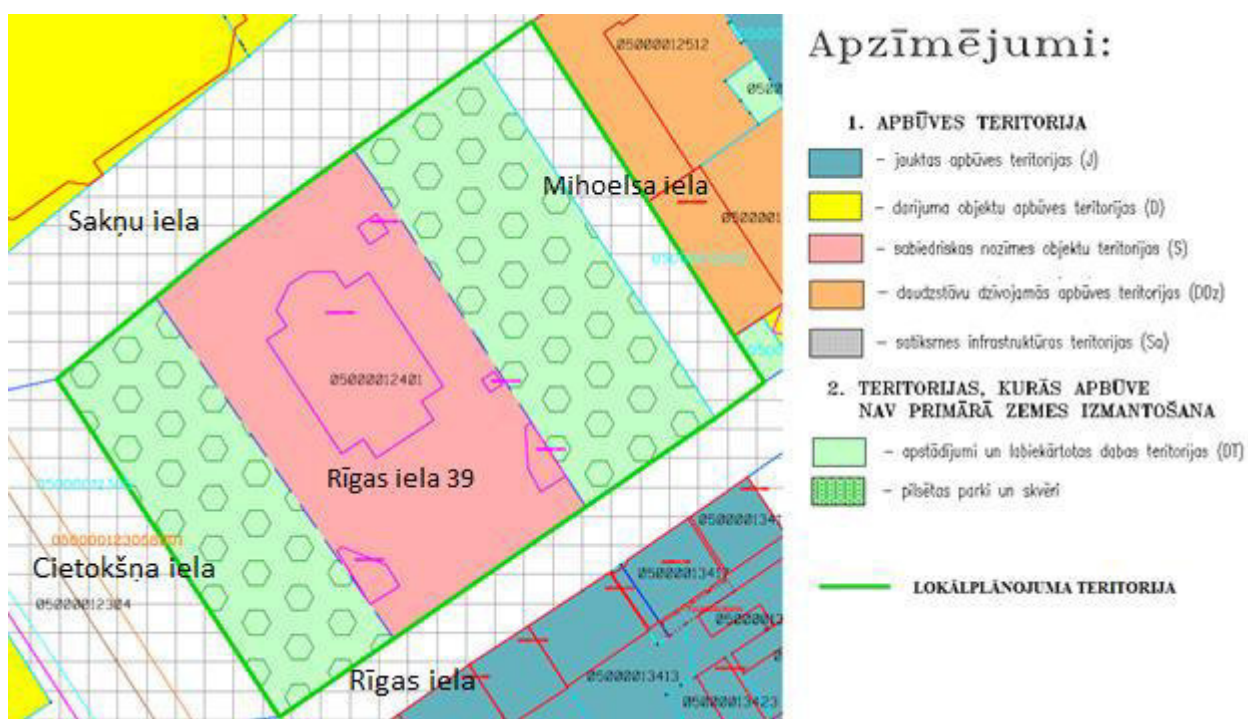 Apzīmējumi:
1. APBŪVES TERITORIJA
– jauktas apbūves teritorijas (J)
– darījuma objektu apbūves teritorijas (D)
– sabiedriskas nozīmes objektu teritorijas (S)
– daudzstāvu dzīvojamās apbūves teritorijas (DDz)
– satiksmes infrastruktūras teritorijas (Sa)
2. TERITORIJAS, KURĀS APBŪVE
NAV PRIMĀRĀ ZEMES IZMANTOŠANA
– apstādījumi un labiekārtotas dabas teritorijas (DT)
– pilsētas parki un skvēri
LOKĀLPLĀNOJUMA TERITORIJA
05000012512
Mihoelsa iela
Sakņu iela
05000012401
Rīgas iela 39
Cietokšņa iela
05000012304
05000013417
05000013413
05000013423
Rīgas iela